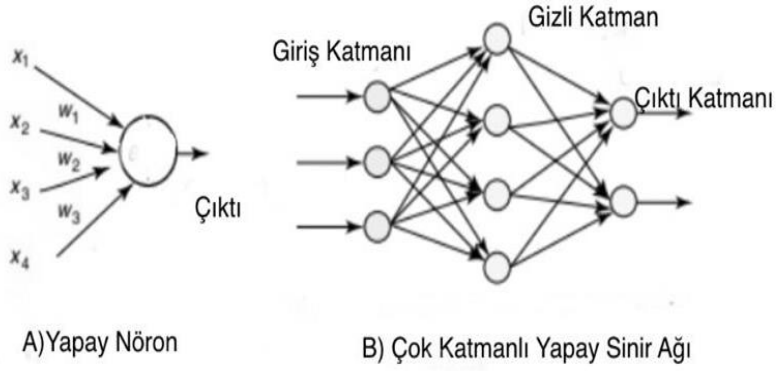 x1
w1
x2
w2
x3
w3
x4
Çıktı
A)Yapay Nöron
Giriş Katmanı
Gizli Katman
Çıktı Katmanı
B) Çok Katmanlı Yapay Sinir Ağı